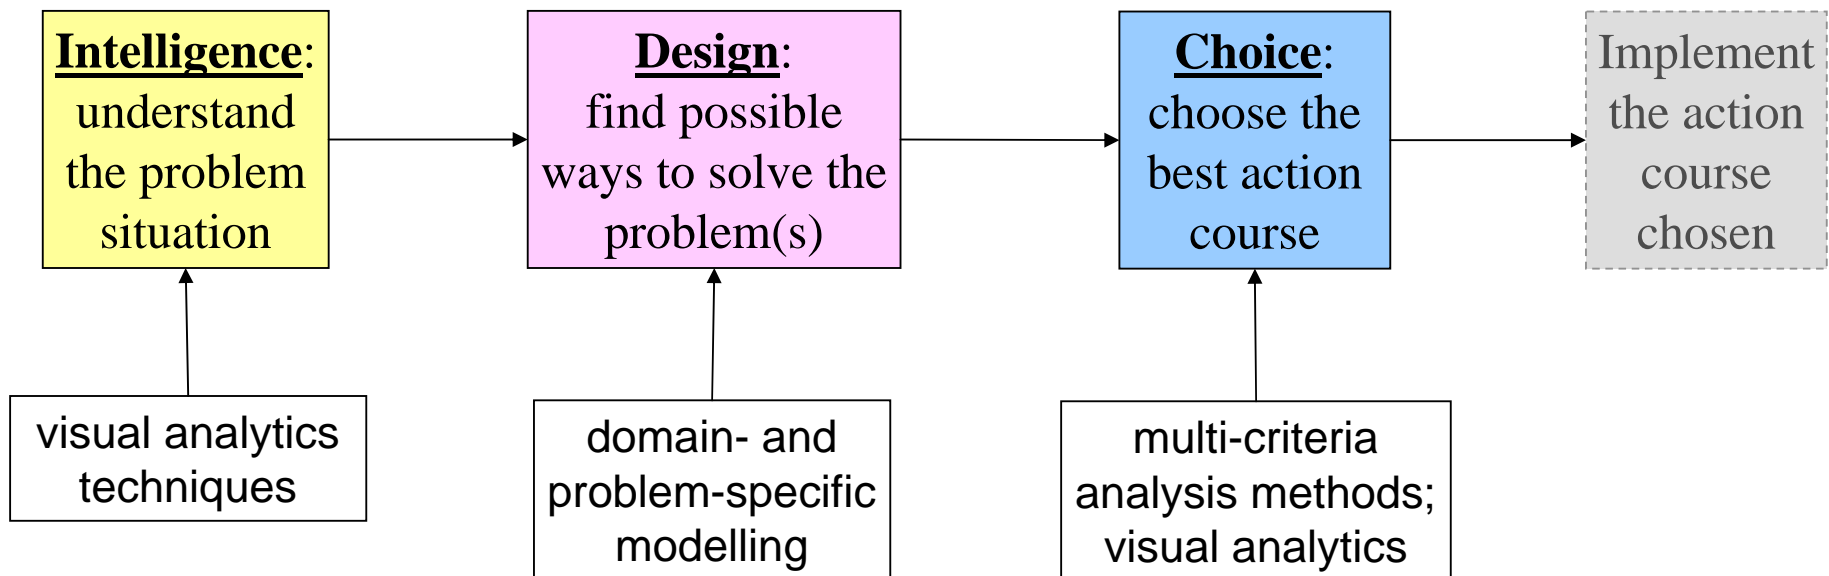 Intelligence:
understand
the problem
situation
Design:
find possible
ways to solve the
problem(s)
Choice:
choose the
best action
course
Implement
the action
course
chosen
visual analytics
techniques
domain- and
problem-specific
modelling
multi-criteria
analysis methods;
visual analytics